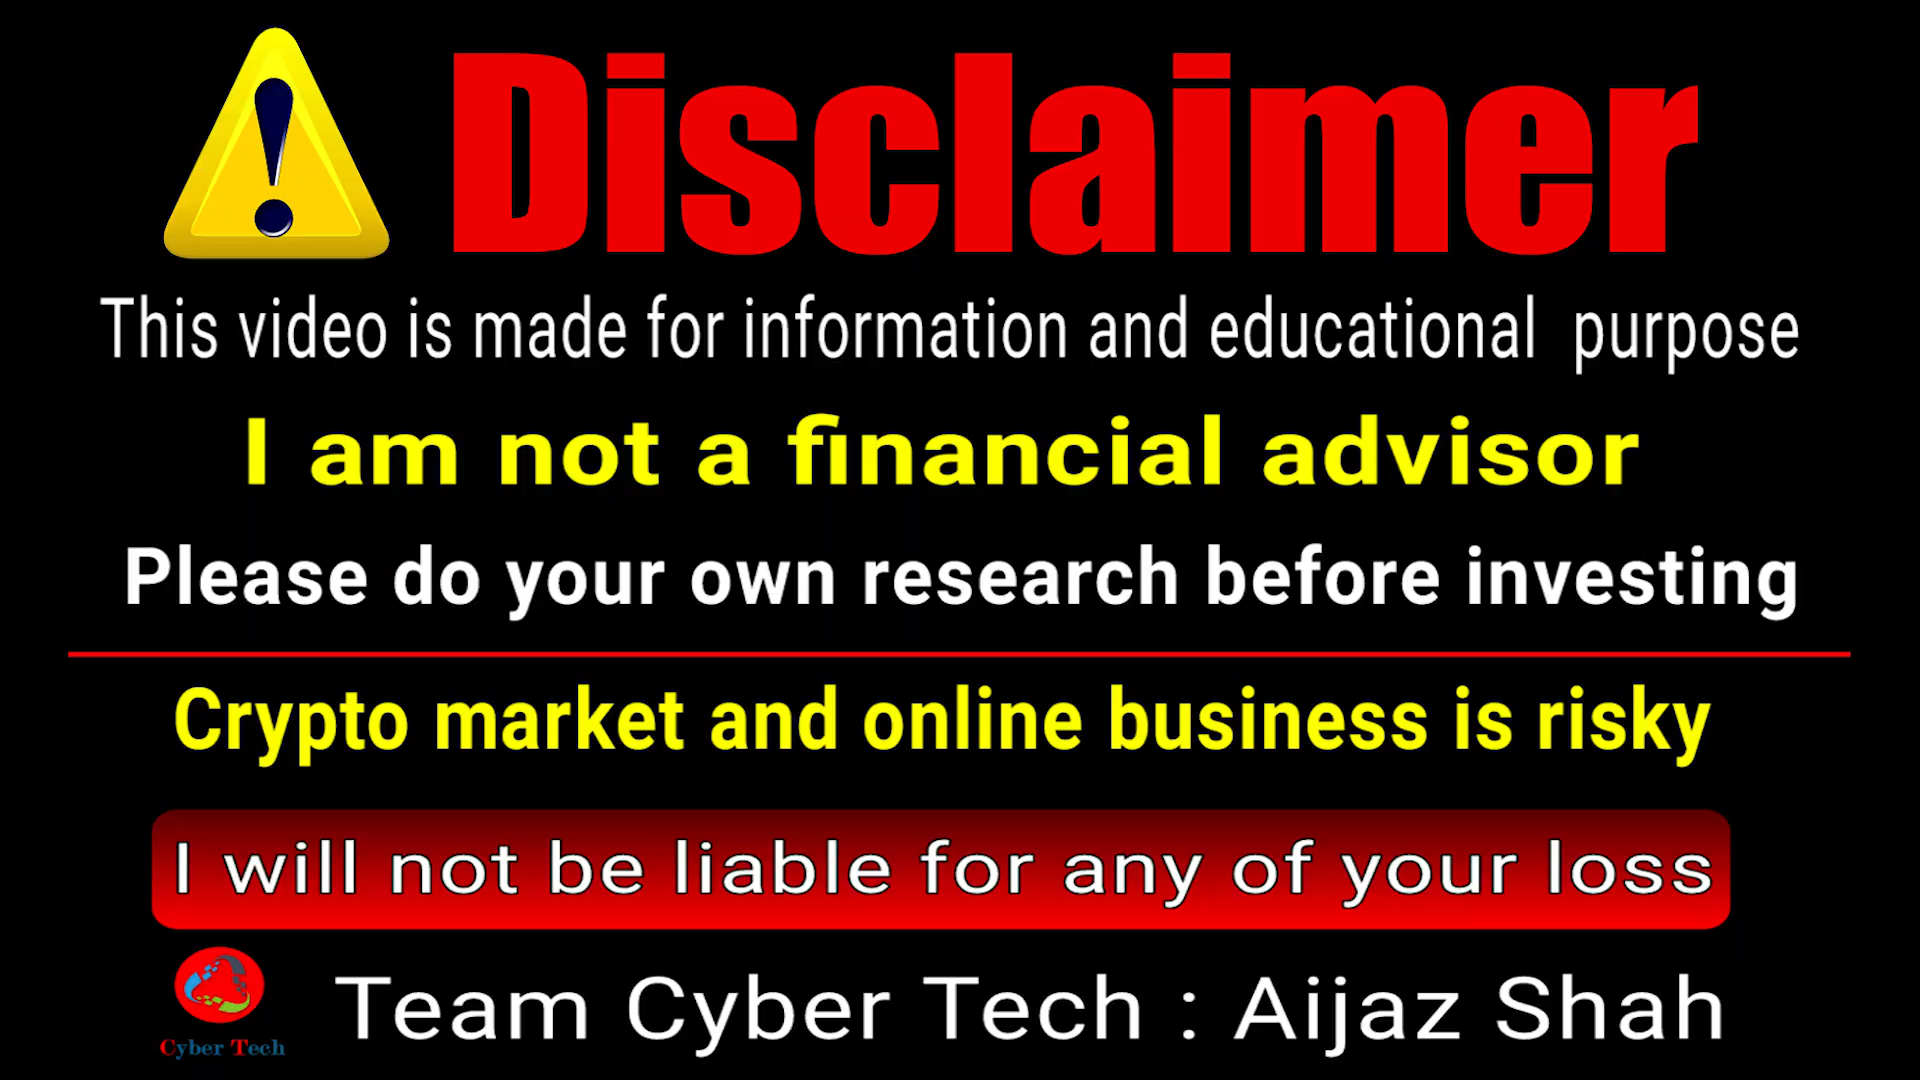 Disclaimer
This video is made for information and educational purpose
I am not a financial advisor
Please do your own research before investing
Crypto market and online business is risky
I will not be liable for any of your loss
Cyber Tech
Team Cyber Tech : Aijaz Shah